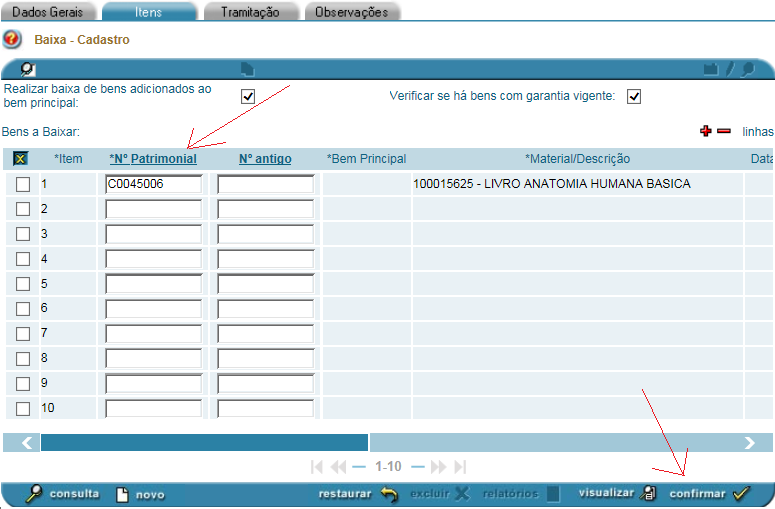 Dados Gerais Itens Tramitação Observações
Baixa - Cadastro
Realizar baixa de bens adicionados ao bem principal:
Verificar se há bens com garantia vigente:
Bens a Baixar:
linhas
*Item *Nº Patrimonial Nº antigo *Bem Principal *Material/Descrição Data
1 C0045006 100015625 - LIVRO ANATOMIA HUMANA BASICA
2
3
4
5
6
7
8
9
10
1-10
consulta novo restaurar excluir relatórios visualizar confirmar